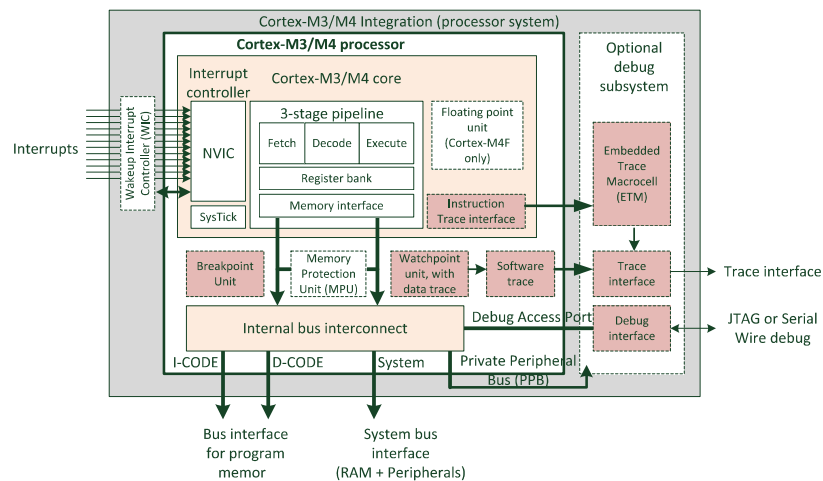 Cortex-M3/M4 Integration (processor system)
Cortex-M3/M4 processor
Optional
debug
subsystem
Interrupt
controller
Cortex-M3/M4 core
Interrupts
Wakeup Interrupt
Controller (WIC)
NVIC
SysTick
3-stage pipeline
Fetch
Decode
Execute
Register bank
Memory interface
Floating point
unit
(Cortex-M4F
only)
Instruction
Trace interface
Embedded
Trace
Macrocell
(ETM)
Breakpoint
Unit
Memory
Protection
Unit (MPU)
Watchpoint
unit, with
data trace
Software
trace
Trace
interface
Trace interface
Internal bus interconnect
Debug Access Port
Debug
interface
JTAG or Serial
Wire debug
I-CODE
D-CODE
System
Private Peripheral
Bus (PPB)
Bus interface
for program
memor
System bus
interface
(RAM + Peripherals)